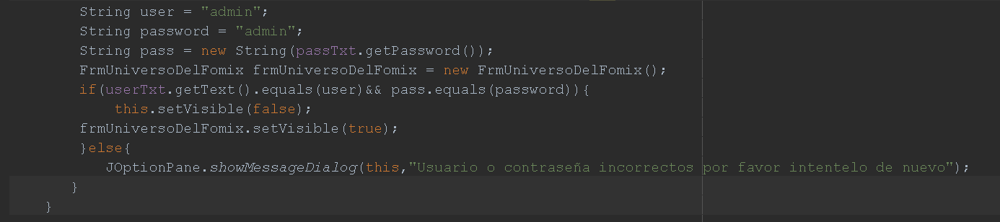 String user = "admin";
String password = "admin";
String pass = new String(passTxt.getPassword());
FrmUniversoDelFomix frmUniversoDelFomix = new FrmUniversoDelFomix();
if(userTxt.getText().equals(user)&& pass.equals(password)){
this.setVisible(false);
frmUniversoDelFomix.setVisible(true);
}else{
JOptionPane.showMessageDialog(this,"Usuario o contraseña incorrectos por favor intentelo de nuevo");
}
}